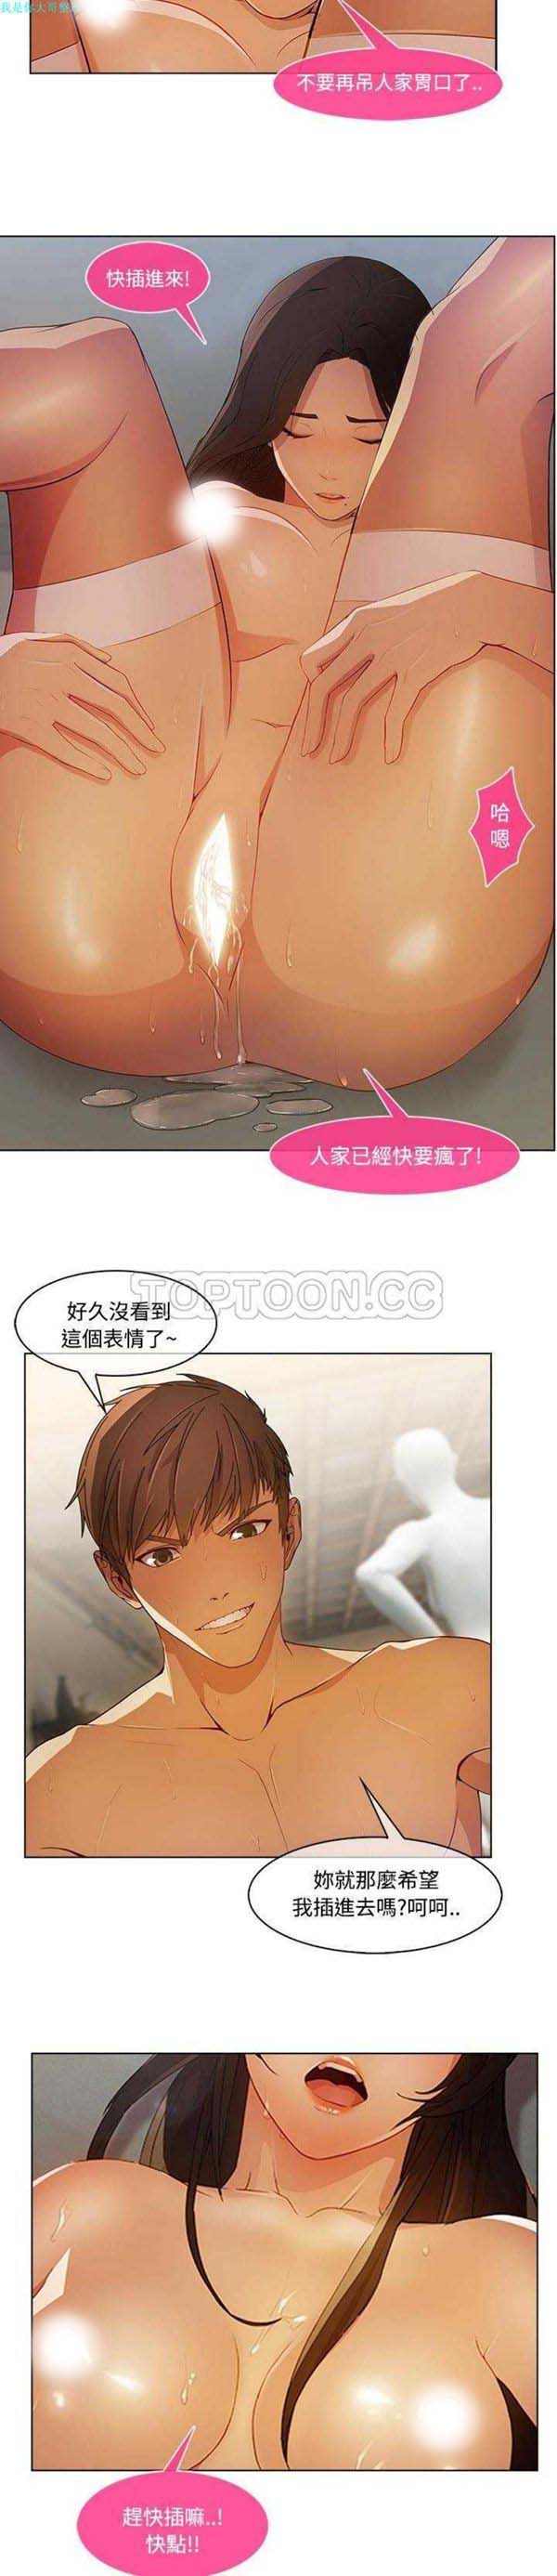 不要再吊人家胃口了..
快插進來!
哈
嗯
人家已經快要瘋了!
TOPTOON.CC
好久沒看到
這個表情了~
妳就那麼希望
我插進去嗎?呵呵..
趕快插嘛..!
快點!!